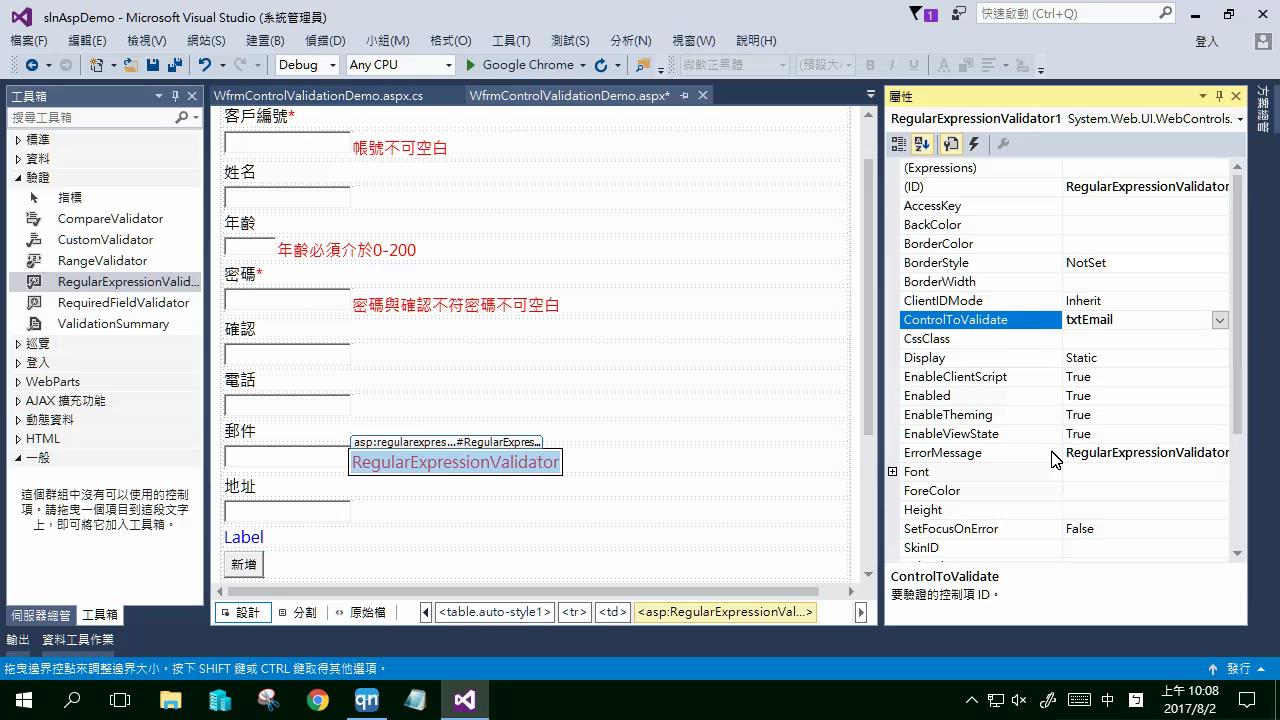 slnAspDemo - Microsoft Visual Studio (系統管理員)
1
快速啟動 (Ctrl+Q)
檔案(F) 編輯(E) 檢視(V) 網站(S) 建置(B) 偵錯(D) 小組(M) 格式(O) 工具(T) 測試(S) 分析(N) 視窗(W) 說明(H)
登入
Debug Any CPU Google Chrome 微軟正黑體 (預設大/ B I U A
工具箱
搜尋工具箱
標準
資料
驗證
指標
CompareValidator
CustomValidator
RangeValidator
RegularExpressionValid...
RequiredFieldValidator
ValidationSummary
巡覽
登入
WebParts
AJAX 擴充功能
動態資料
HTML
一般
這個群組中沒有可以使用的控制
項。請拖曳一個項目到這段文字
上，即可將它加入工具箱。
伺服器總管 工具箱
WfrmControlValidationDemo.aspx.cs WfrmControlValidationDemo.aspx*
客戶編號*
帳號不可空白
姓名
年齡
年齡必須介於0-200
密碼*
密碼與確認不符密碼不可空白
確認
電話
郵件
asp:regularexpres...#RegularExpres...
RegularExpressionValidator
地址
Label
新增
設計 分割 原始檔 <table.auto-style1> <tr> <td> <asp:RegularExpressionVal...>
屬性
RegularExpressionValidator1 System.Web.UI.WebControls.
(Expressions)
(ID) RegularExpressionValidator
AccessKey
BackColor
BorderColor
BorderStyle NotSet
BorderWidth
ClientIDMode Inherit
ControlToValidate txtEmail
CssClass
Display Static
EnableClientScript True
Enabled True
EnableTheming True
EnableViewState True
ErrorMessage RegularExpressionValidator
Font
ForeColor
Height
SetFocusOnError False
SkinID
ControlToValidate
要驗證的控制項 ID。
方案總管
輸出 資料工具作業
拖曳邊界控點來調整邊界大小。按下 SHIFT 鍵或 CTRL 鍵取得其他選項。
發行
qn
中
上午 10:08
2017/8/2